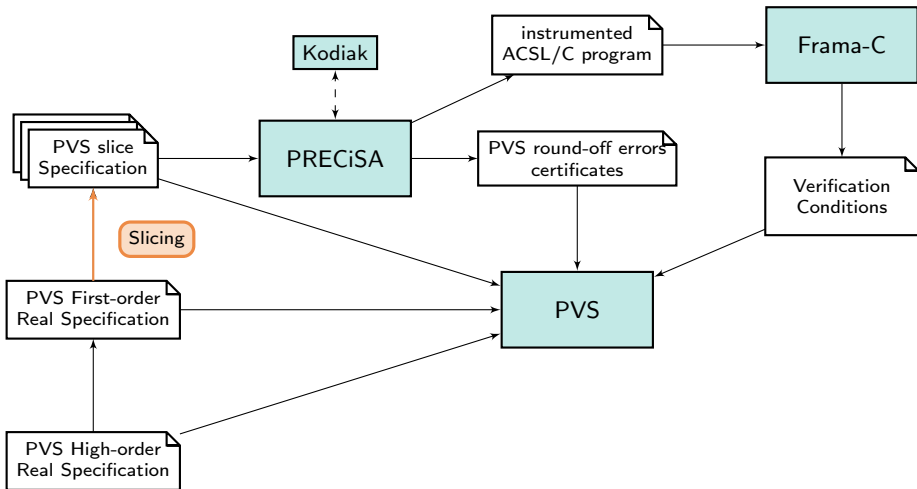 instrumented
ACSL/C program
Frama-C
Kodiak
PVS slice
Specification
PRECiSA
PVS round-off errors
certificates
Verification
Conditions
Slicing
PVS First-order
Real Specification
PVS
PVS High-order
Real Specification